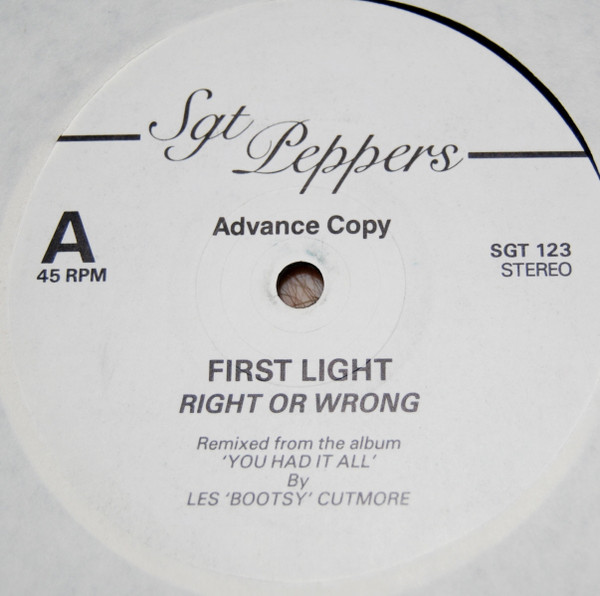 Sgt Peppers
Advance Copy
A
45 RPM
SGT 123
STEREO
FIRST LIGHT
RIGHT OR WRONG
Remixed from the album
'YOU HAD IT ALL'
By
LES 'BOOTSY' CUTMORE